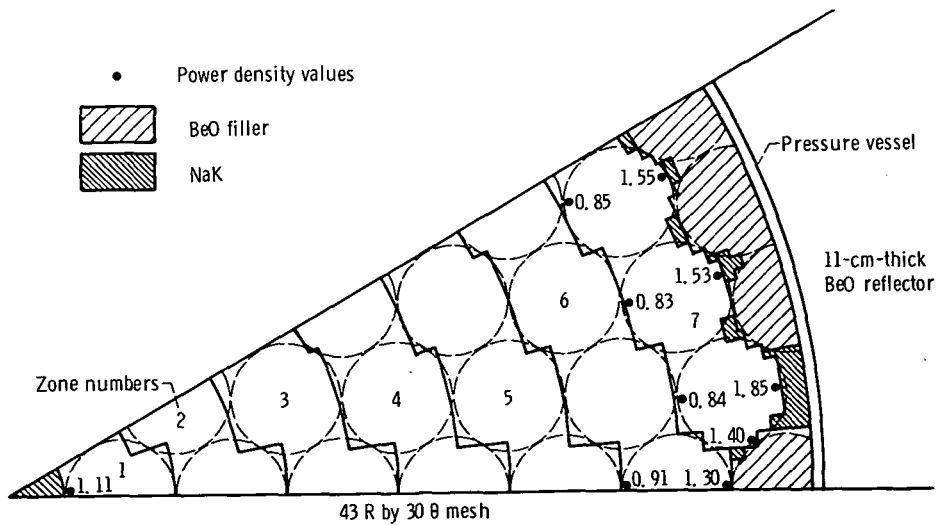 Power density values
BeO filler
NaK
Pressure vessel
1.55
0.85
11-cm-thick
BeO reflector
1.53
6
0.83
7
Zone numbers
2
3
4
5
0.84
1.85
1.40
1
1.11
0.91
1.30
43 R by 30 θ mesh